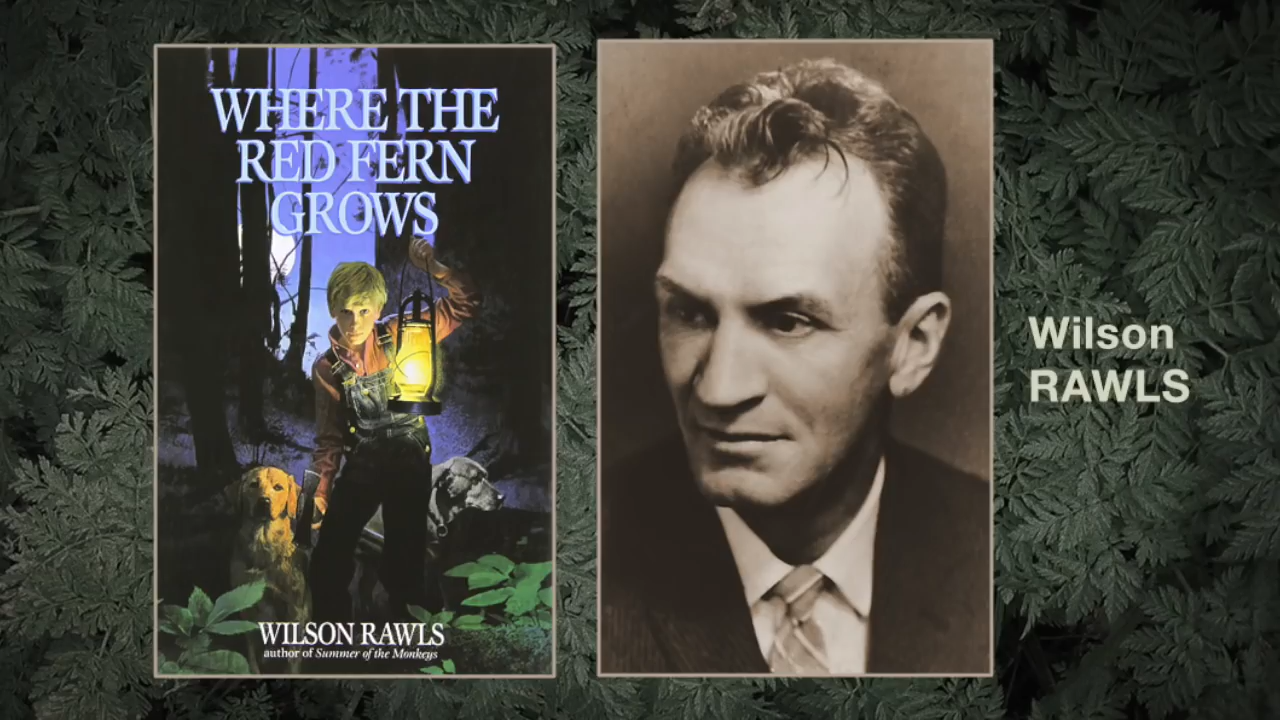 WHERE THE
RED FERN
GROWS
WILSON RAWLS
author of Summer of the Monkeys
Wilson
RAWLS